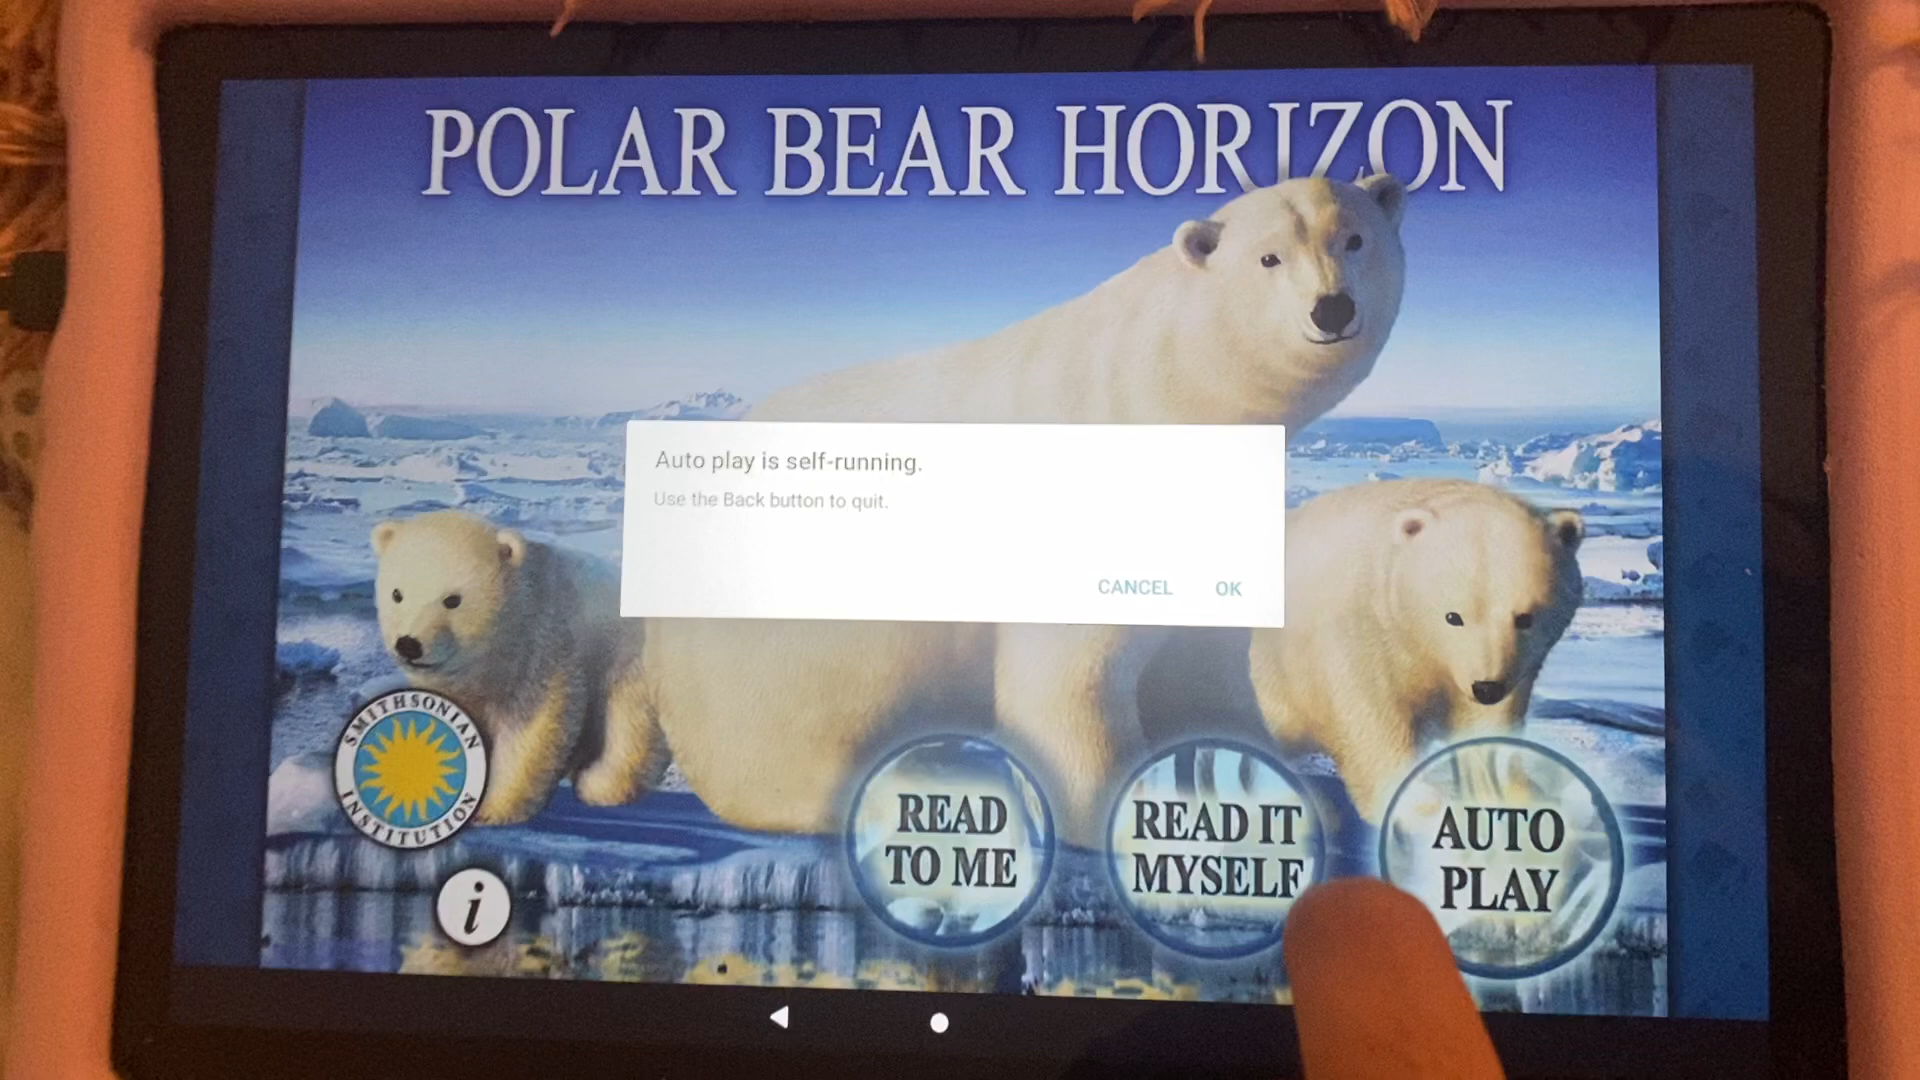 POLAR BEAR HORIZON
Auto play is self-running.
Use the Back button to quit.
CANCEL OK
SMITHSONIAN
INSTITUTION
i
READ
TO ME
READ IT
MYSELF
AUTO
PLAY